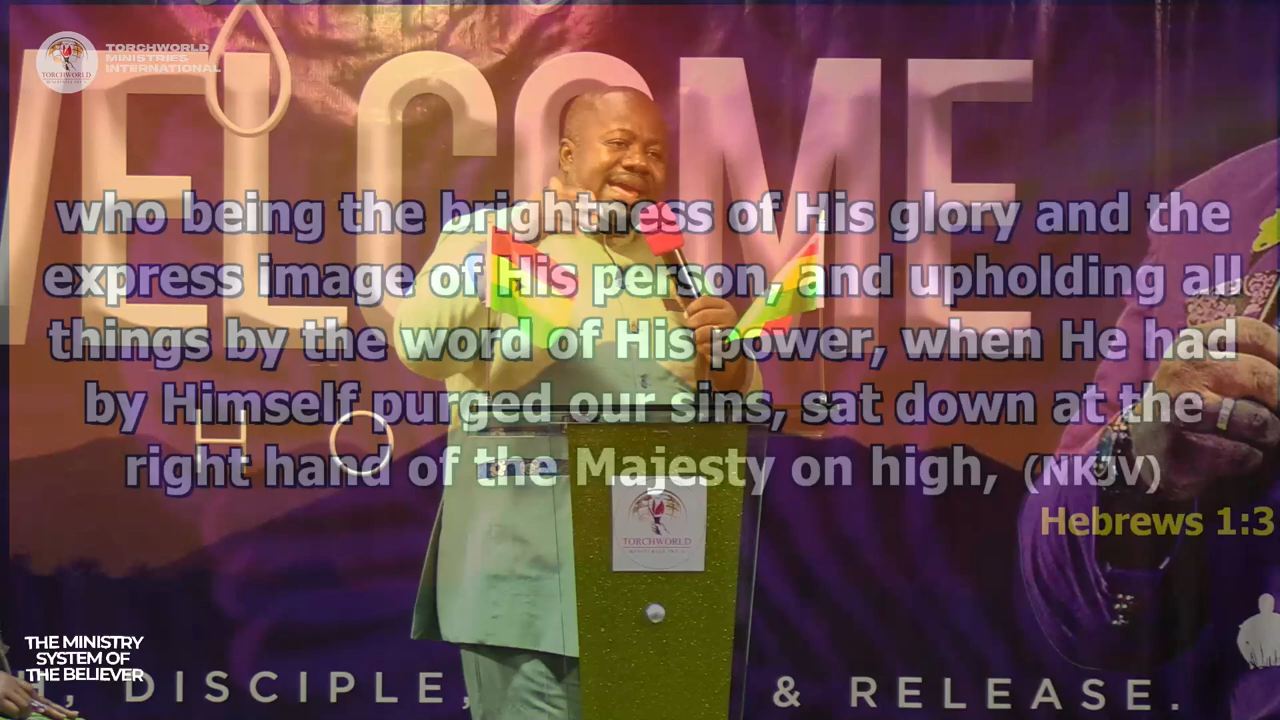 TORCHWORLD
MINISTRIES
INTERNATIONAL
TORCHWORLD
WELCOME
who being the brightness of His glory and the
express image of His person, and upholding all
things by the word of His power, when He had
by Himself purged our sins, sat down at the
right hand of the Majesty on high, (NKJV)
Hebrews 1:3
H O
TORCHWORLD
THE MINISTRY
SYSTEM OF
THE BELIEVER
DISCIPLE,
& RELEASE.